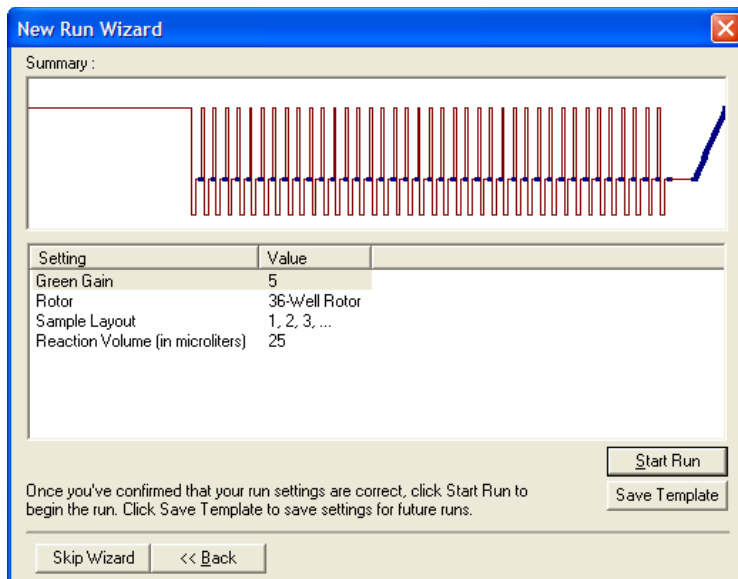 New Run Wizard
Summary :
Setting Value
Green Gain 5
Rotor 36-Well Rotor
Sample Layout 1, 2, 3, ...
Reaction Volume (in microliters) 25
Start Run
Once you've confirmed that your run settings are correct, click Start Run to
begin the run. Click Save Template to save settings for future runs.
Save Template
Skip Wizard
<< Back